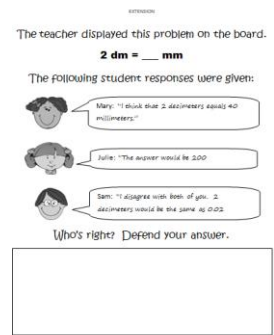 EXTENSION
The teacher displayed this problem on the board.
2 dm = ___ mm
The following student responses were given:
Mary: "I think that 2 decimeters equals 40
millimeters."
Julie: "The answer would be 200
Sam: "I disagree with both of you. 2
decimeters would be the same as 0.02
Who's right? Defend your answer.